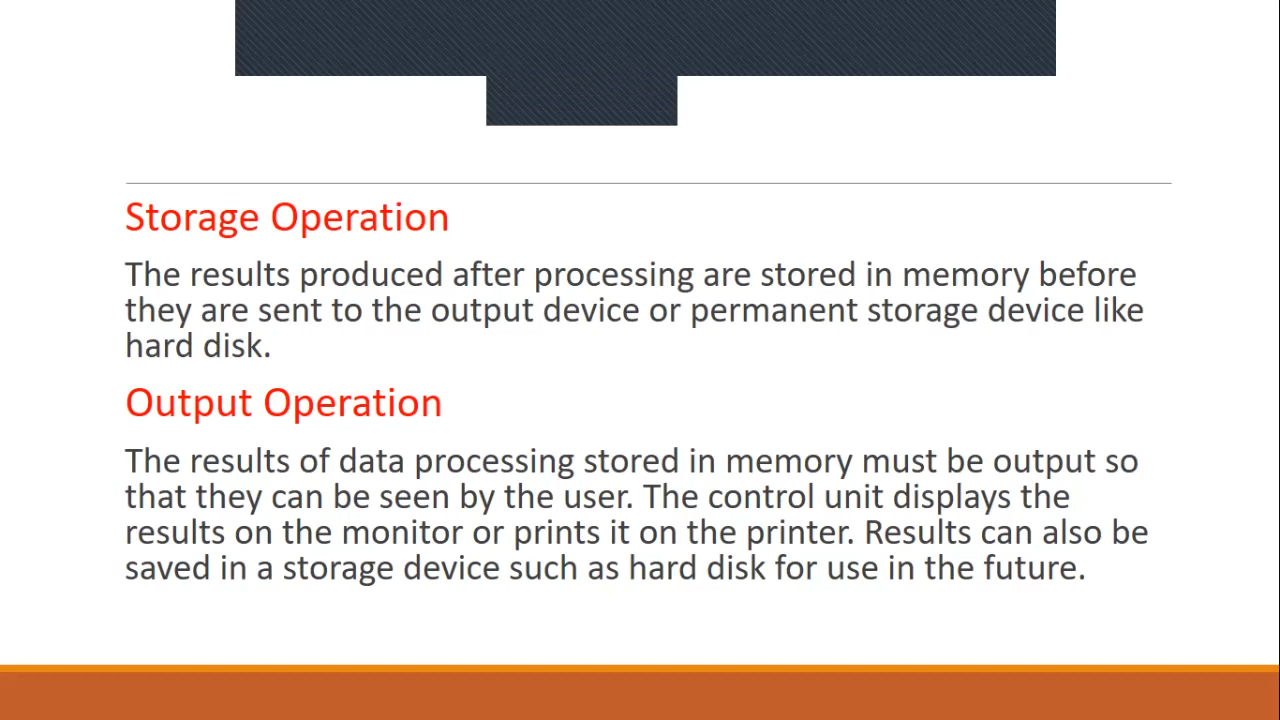 Storage Operation
The results produced after processing are stored in memory before
they are sent to the output device or permanent storage device like
hard disk.
Output Operation
The results of data processing stored in memory must be output so
that they can be seen by the user. The control unit displays the
results on the monitor or prints it on the printer. Results can also be
saved in a storage device such as hard disk for use in the future.